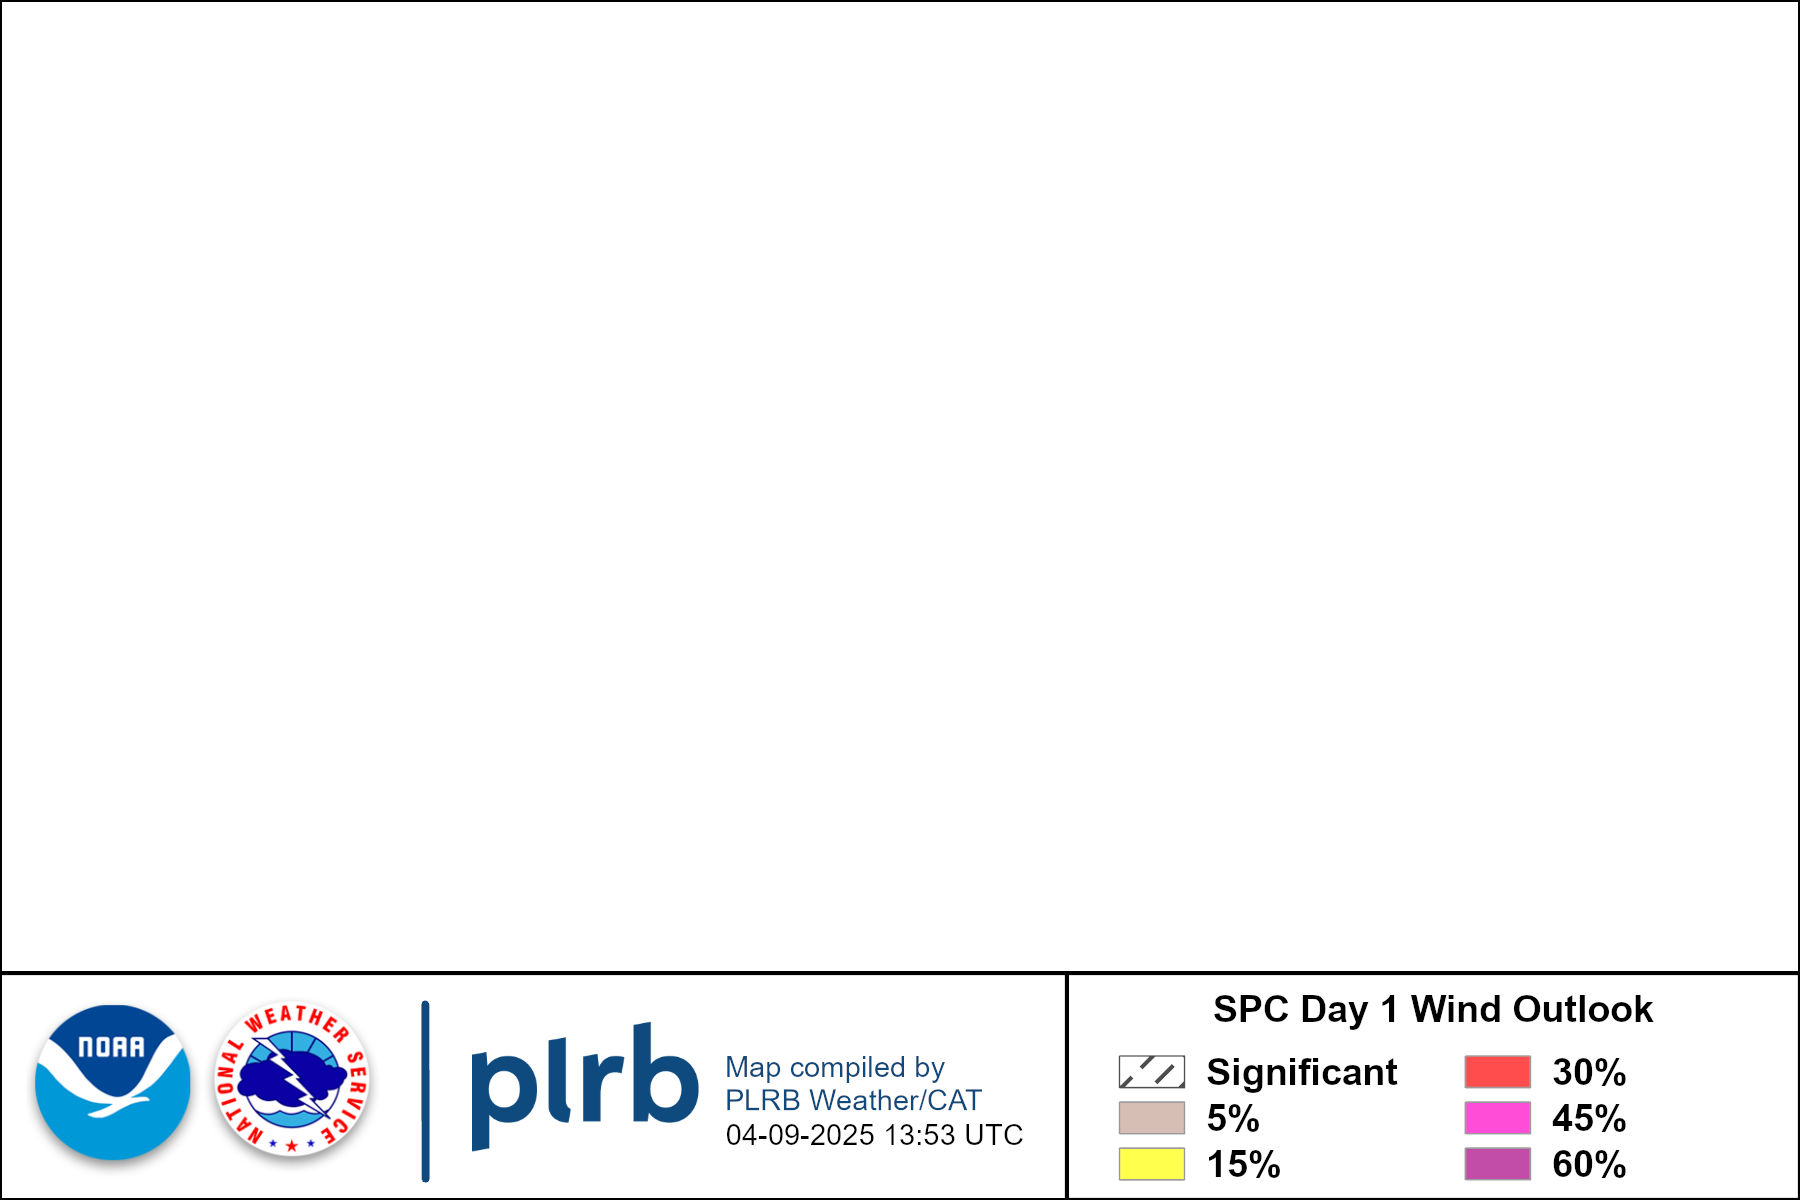 NOAA
NATIONAL WEATHER SERVICE
plrb
Map compiled by
PLRB Weather/CAT
04-09-2025 13:53 UTC
SPC Day 1 Wind Outlook
Significant
5%
15%
30%
45%
60%